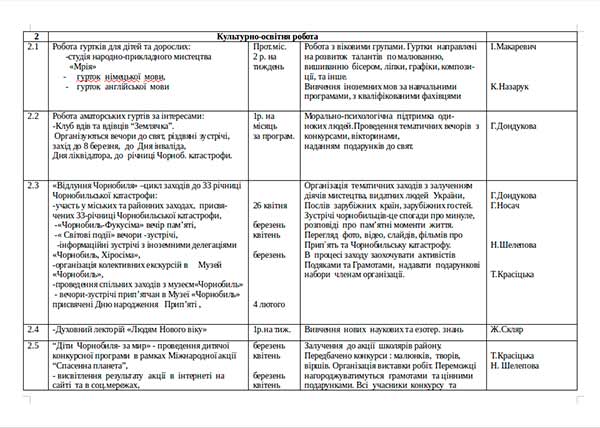 2 Культурно-освітня робота
2.1 Робота гуртків для дітей та дорослих:
-студія народно-прикладного мистецтва
«Мрія»
- гурток німецької мови,
- гурток англійської мови
Прот.міс.
2 р. на
тиждень
Робота з віковими групами. Гуртки направлені
на розвиток талантів по малюванню,
вишиванню бісером, ліпки, графіки, компози-
ції, та інше.
Вивчення іноземних мов за навчальними
програмами, з кваліфікованими фахівцями
І.Макаревич
К.Назарук
2.2 Робота аматорських гуртів за інтересами:
-Клуб вдів та вдівців "Землячка".
Організуються вечори до свят, різдвяні зустрічі,
захід до 8 березня, до Дня інваліда,
Дня ліквідатора, до річниці Чорноб. катастрофи.
1р. на
місяць
за програм.
Морально-психологічна підтримка оди-
ноких людей.Проведення тематичних вечорів з
конкурсами, вікторинами,
наданням подарунків до свят.
Г.Дондукова
2.3 «Відлуння Чорнобиля» –цикл заходів до 33 річниці
Чорнобильської катастрофи:
-участь у міських та районних заходах, присвя-
чених 33-річниці Чорнобильської катастрофи,
-«Чорнобиль-Фукусіма» вечір пам'яті,
-« Світові події» вечори -зустрічі,
-інформаційні зустрічі з іноземними делегаціями
«Чорнобиль, Хіросіма»,
-організація колективних екскурсій в Музей
«Чорнобиль»,
-проведення спільних заходів з музеєм«Чорнобиль»
- вечори-зустрічі прип'ятчан в Музеї «Чорнобиль»
присвячені Дню народження Прип'яті ,
26 квітня
березень
квітень
березень
4 лютого
Організація тематичних заходів з залученням
діячів мистецтва, видатних людей України,
Послів зарубіжних країн, зарубіжних гостей.
Зустрічі чорнобильців-це спогади про минуле,
розповіді про пам'ятні моменти життя.
Перегляд фото, відео, слайдів, фільмів про
Прип'ять та Чорнобильську катастрофу.
В процесі заходу заохочувати активістів
Подяками та Грамотами, надавати подарункові
набори членам організації.
Г.Дондукова
Г.Носач
Н.Шелепова
Т.Красіцька
2.4 -Духовний лекторій «Людям Нового віку»
1р.на тиж.
Вивчення нових наукових та езотер. знань
Ж.Скляр
2.5 "Діти Чорнобиля- за мир» - проведення дитячої
конкурсної програми в рамках Міжнародної акції
"Спасенна планета",
- висвітлення результату акції в інтернеті на
сайті та в соц.мережах,
березень
квітень
березень
квітень
Залучення до акції школярів району.
Передбачено конкурси : малюнків, творів,
віршів. Організація виставки робіт. Переможці
нагороджуватимуться грамотами та цінними
подарунками. Всі учасники конкурсу та
Т.Красіцька
Н. Шелепова